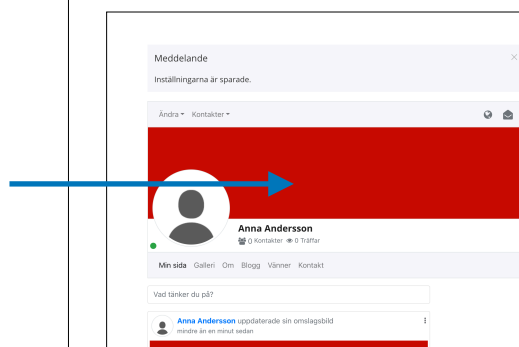 Meddelande
Inställningarna är sparade.
Ändra Kontakter
Anna Andersson
0 Kontakter 0 Träffar
Min sida Galleri Om Blogg Vänner Kontakt
Vad tänker du på?
Anna Andersson uppdaterade sin omslagsbild
mindre än en minut sedan